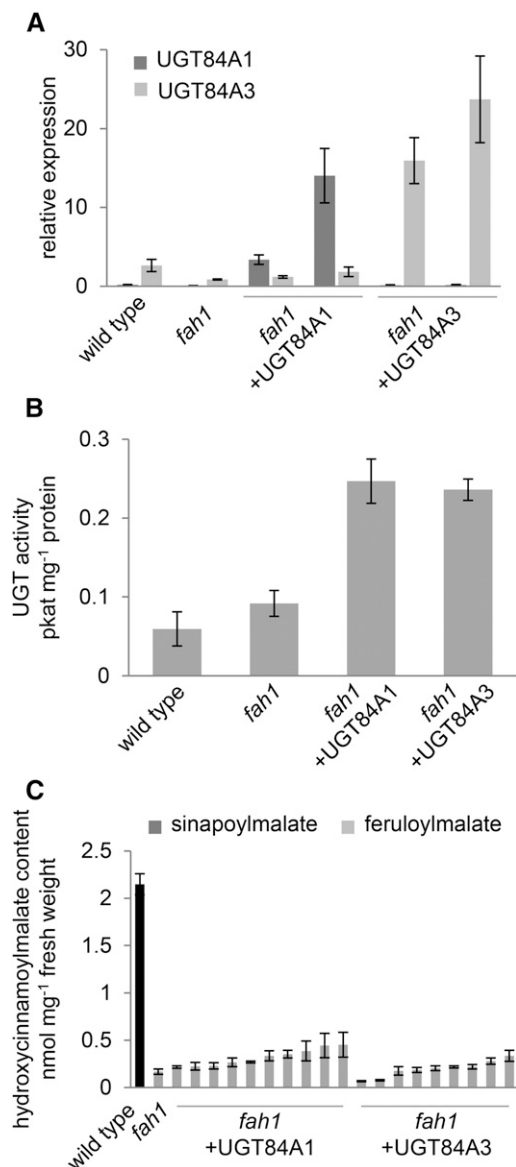 A
UGT84A1
UGT84A3
relative expression
30
20
10
0
wild type
fah1
fah1
+UGT84A1
fah1
+UGT84A3
B
UGT activity
pkat mg-1 protein
0.3
0.2
0.1
0
wild type
fah1
fah1
+UGT84A1
fah1
+UGT84A3
C
sinapoylmalate
feruloylmalate
hydroxycinnamoylmalate content
nmol mg-1 fresh weight
2.5
2
1.5
1
0.5
0
wild type
fah1
fah1
+UGT84A1
fah1
+UGT84A3